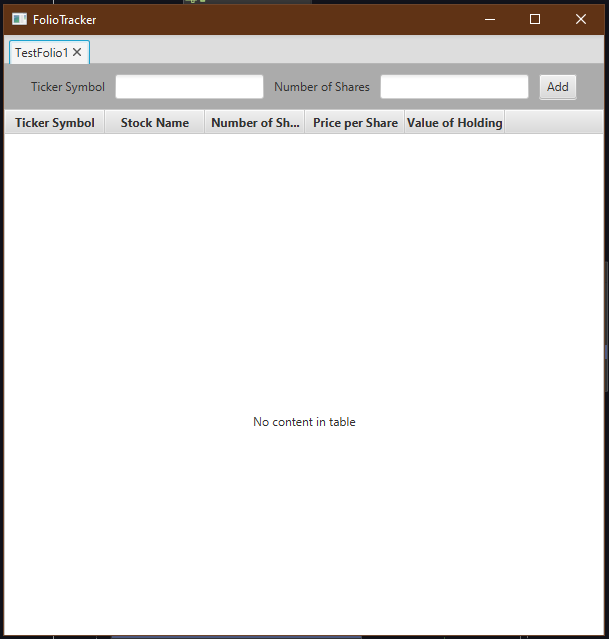 FolioTracker
TestFolio1
Ticker Symbol Number of Shares Add
Ticker Symbol Stock Name Number of Sh... Price per Share Value of Holding
No content in table